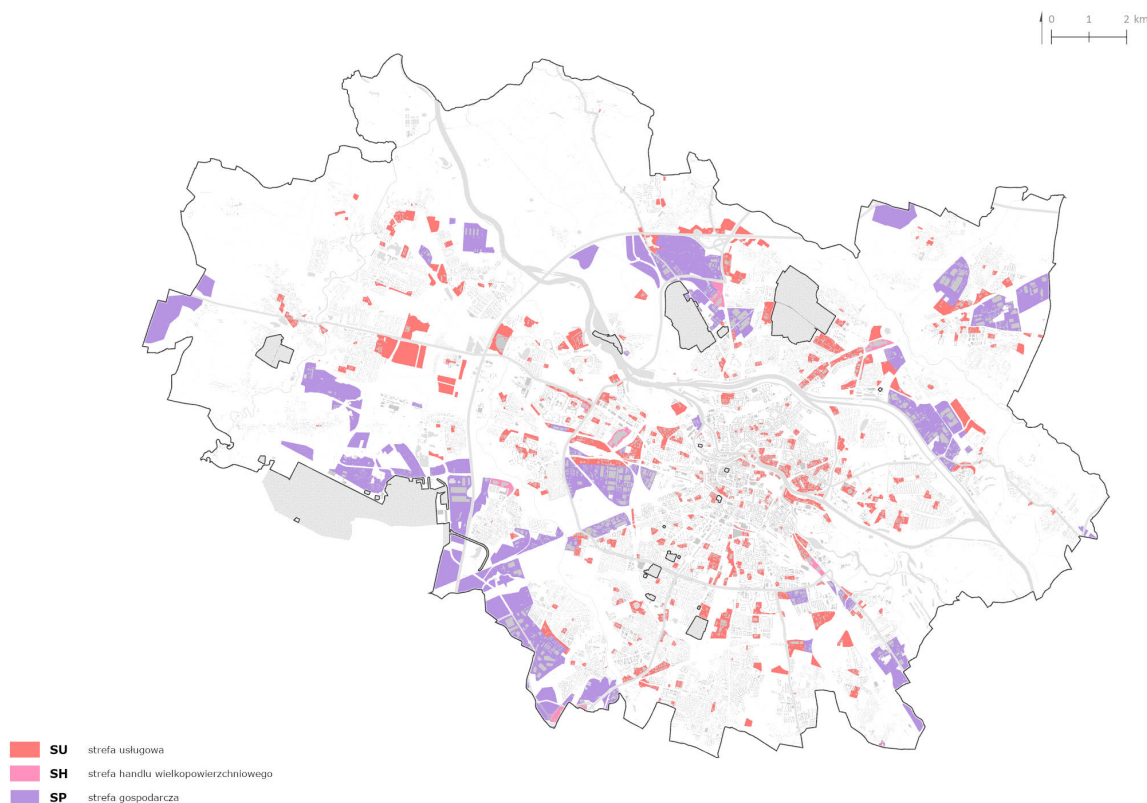 0 1 2 km
SU strefa usługowa
SH strefa handlu wielkopowierzchniowego
SP strefa gospodarcza